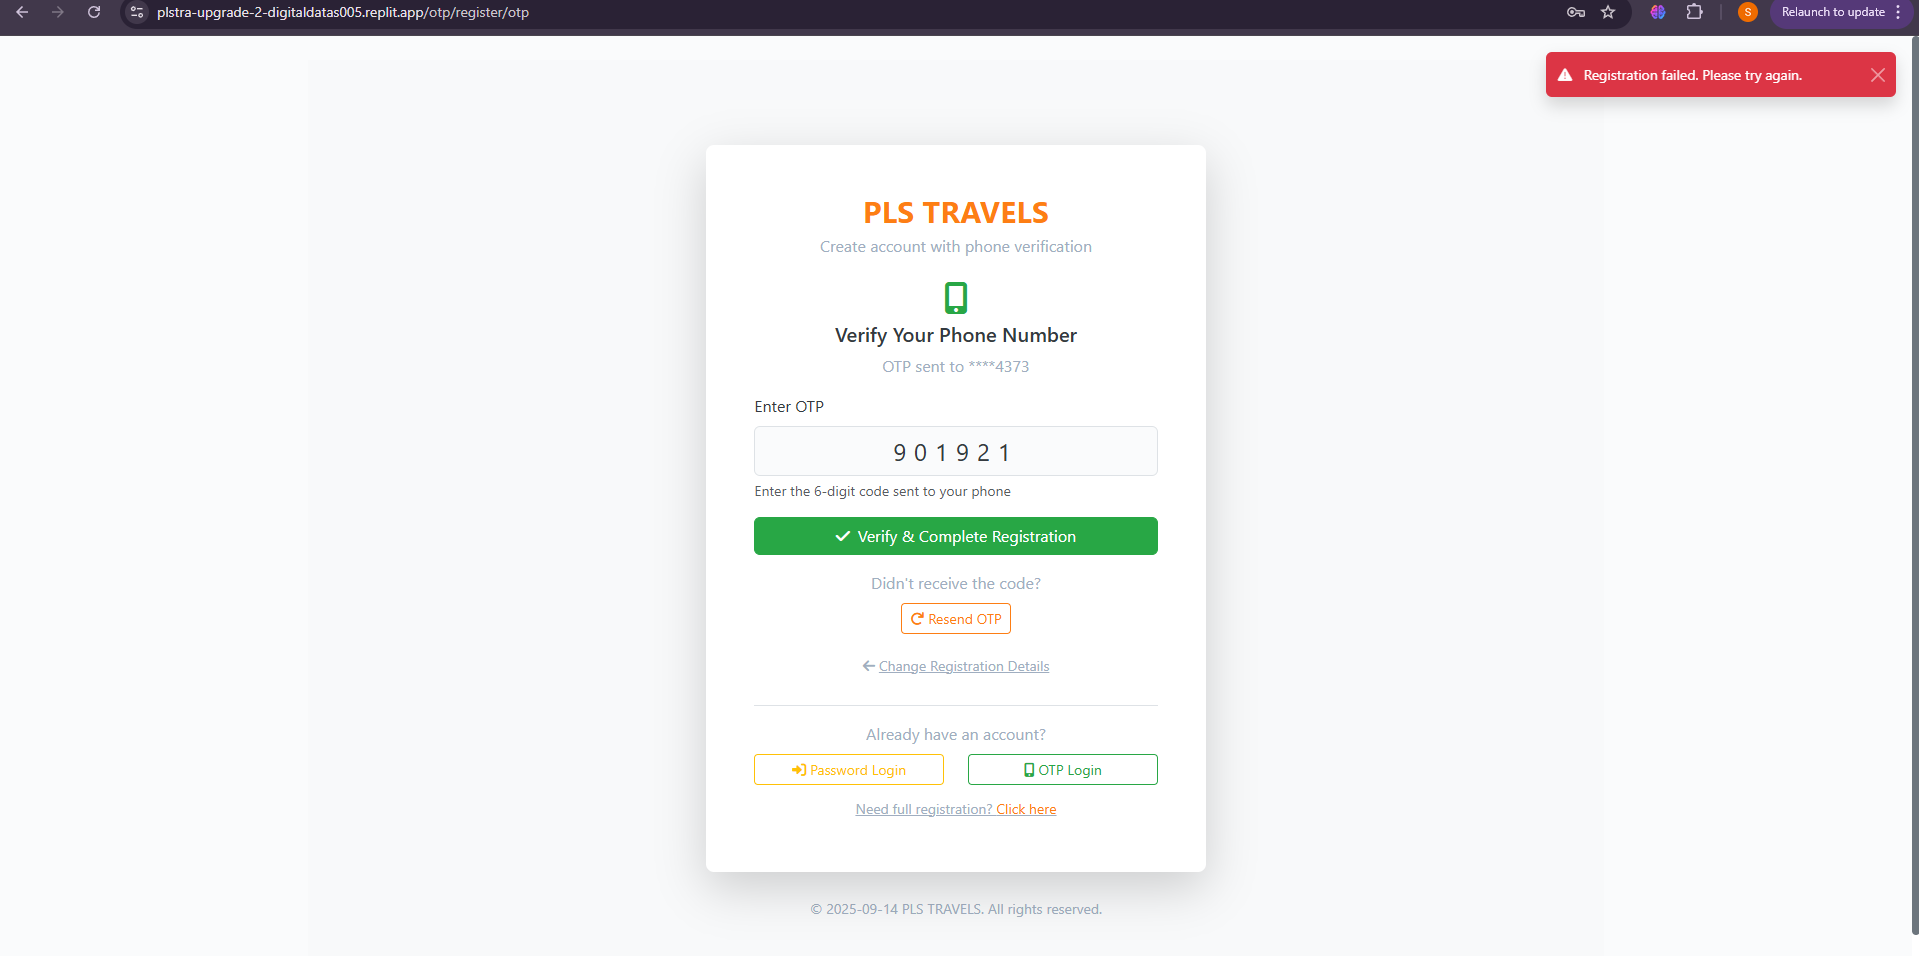 plstra-upgrade-2-digitaldatas005.replit.app/otp/register/otp
S
Relaunch to update
Registration failed. Please try again.
PLS TRAVELS
Create account with phone verification
Verify Your Phone Number
OTP sent to ****4373
Enter OTP
901921
Enter the 6-digit code sent to your phone
Verify & Complete Registration
Didn't receive the code?
Resend OTP
Change Registration Details
Already have an account?
Password Login
OTP Login
Need full registration? Click here
© 2025-09-14 PLS TRAVELS. All rights reserved.